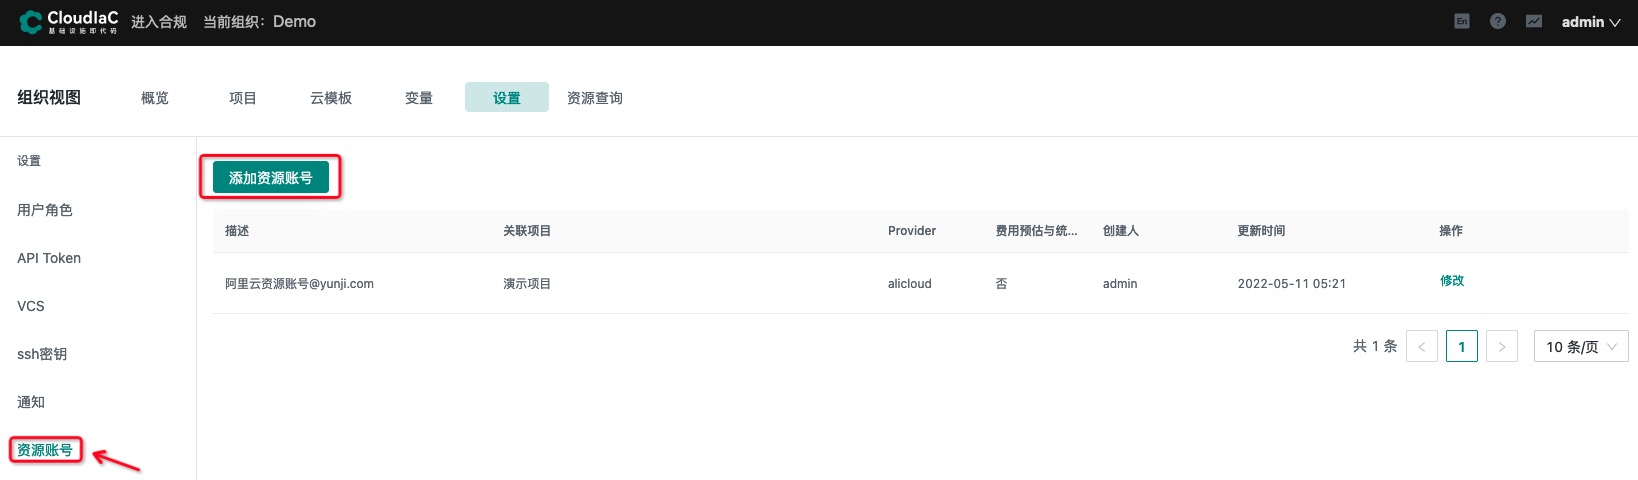 CloudIaC 进入合规 当前组织：Demo En ? admin
基础设施即代码
组织视图 概览 项目 云模板 变量 设置 资源查询
设置
添加资源账号
用户角色
描述 关联项目 Provider 费用预估与统... 创建人 更新时间 操作
API Token
阿里云资源账号@yunji.com 演示项目 alicloud 否 admin 2022-05-11 05:21 修改
VCS
共 1 条 < 1 > 10 条/页
ssh密钥
通知
资源账号